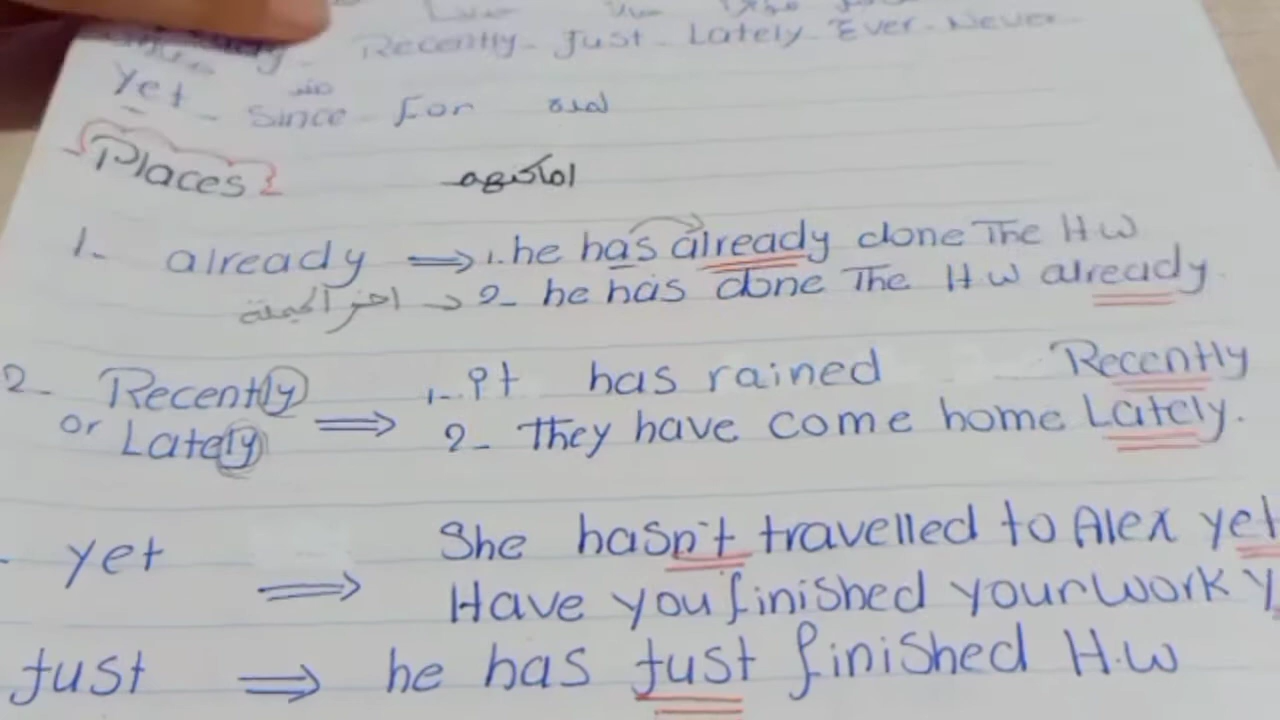 Recently - Just - Lately - Ever - Never
Yet - Since منذ - For لمدة
Places اماكنهم
1- already ⇒ 1. he has already done The H w
اخر الجملة 2- he has done The H w already.
2- Recently ⇒ 1- It has rained Recently
or Lately 2- They have come home Lately.
- yet ⇒ She hasn't travelled to Alex yet
Have you finished your work y
Just ⇒ he has Just finished H.w